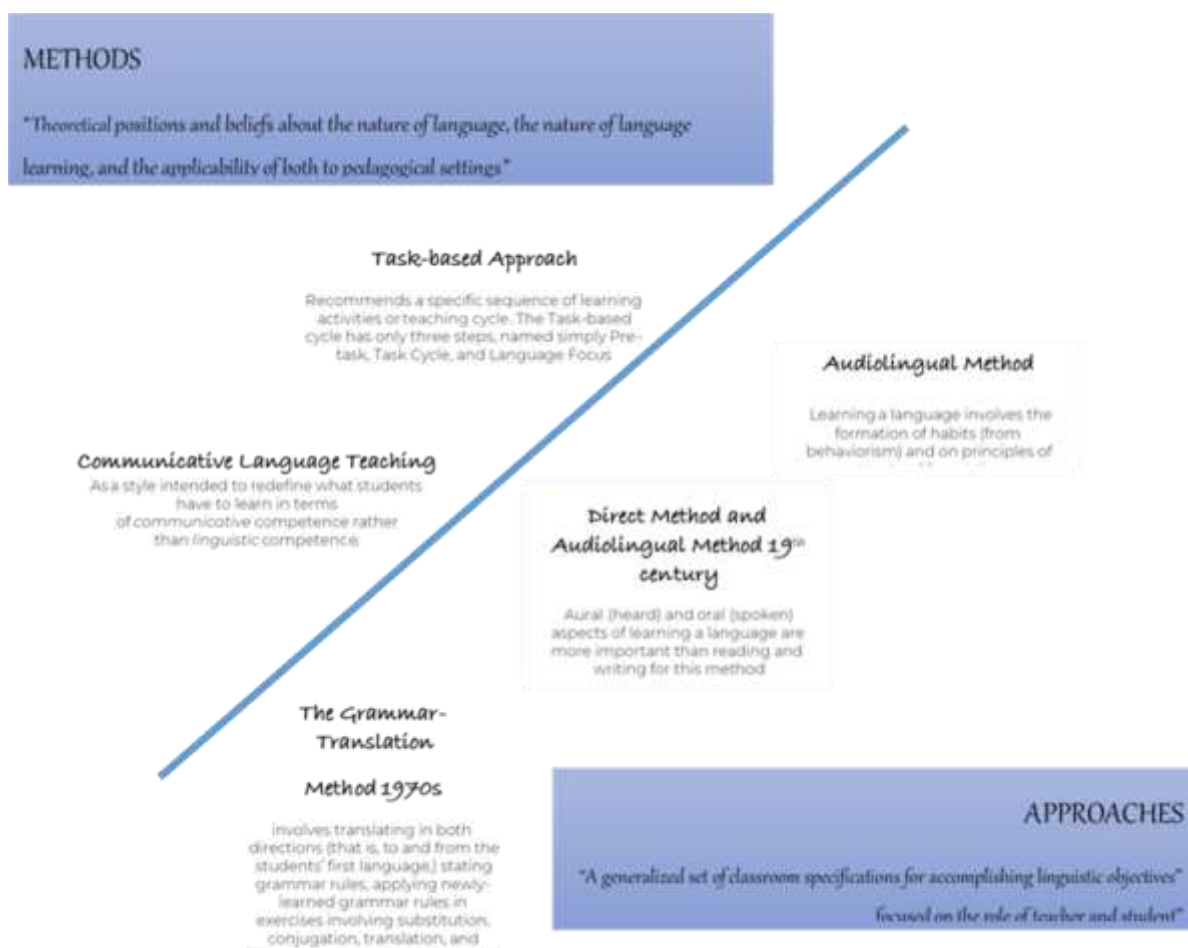 METHODS
"Theoretical positions and beliefs about the nature of language, the nature of language
learning, and the applicability of both to pedagogical settings"
Task-based Approach
Recommends a specific sequence of learning
activities or teaching cycle. The Task-based
cycle has only three steps, named simply Pre-
task, Task Cycle, and Language Focus
Audiolingual Method
Learning a language involves the
formation of habits (from
behaviorism) and on principles of
Communicative Language Teaching
As a style intended to redefine what students
have to learn in terms
of communicative competence rather
than linguistic competence
Direct Method and
Audiolingual Method 19th
century
Aural (heard) and oral (spoken)
aspects of learning a language are
more important than reading and
writing for this method
The Grammar-
Translation
Method 1970s
involves translating in both
directions (that is, to and from the
students' first language,) stating
grammar rules, applying newly-
learned grammar rules in
exercises involving substitution,
conjugation, translation, and
APPROACHES
"A generalized set of classroom specifications for accomplishing linguistic objectives"
focused on the role of teacher and student"